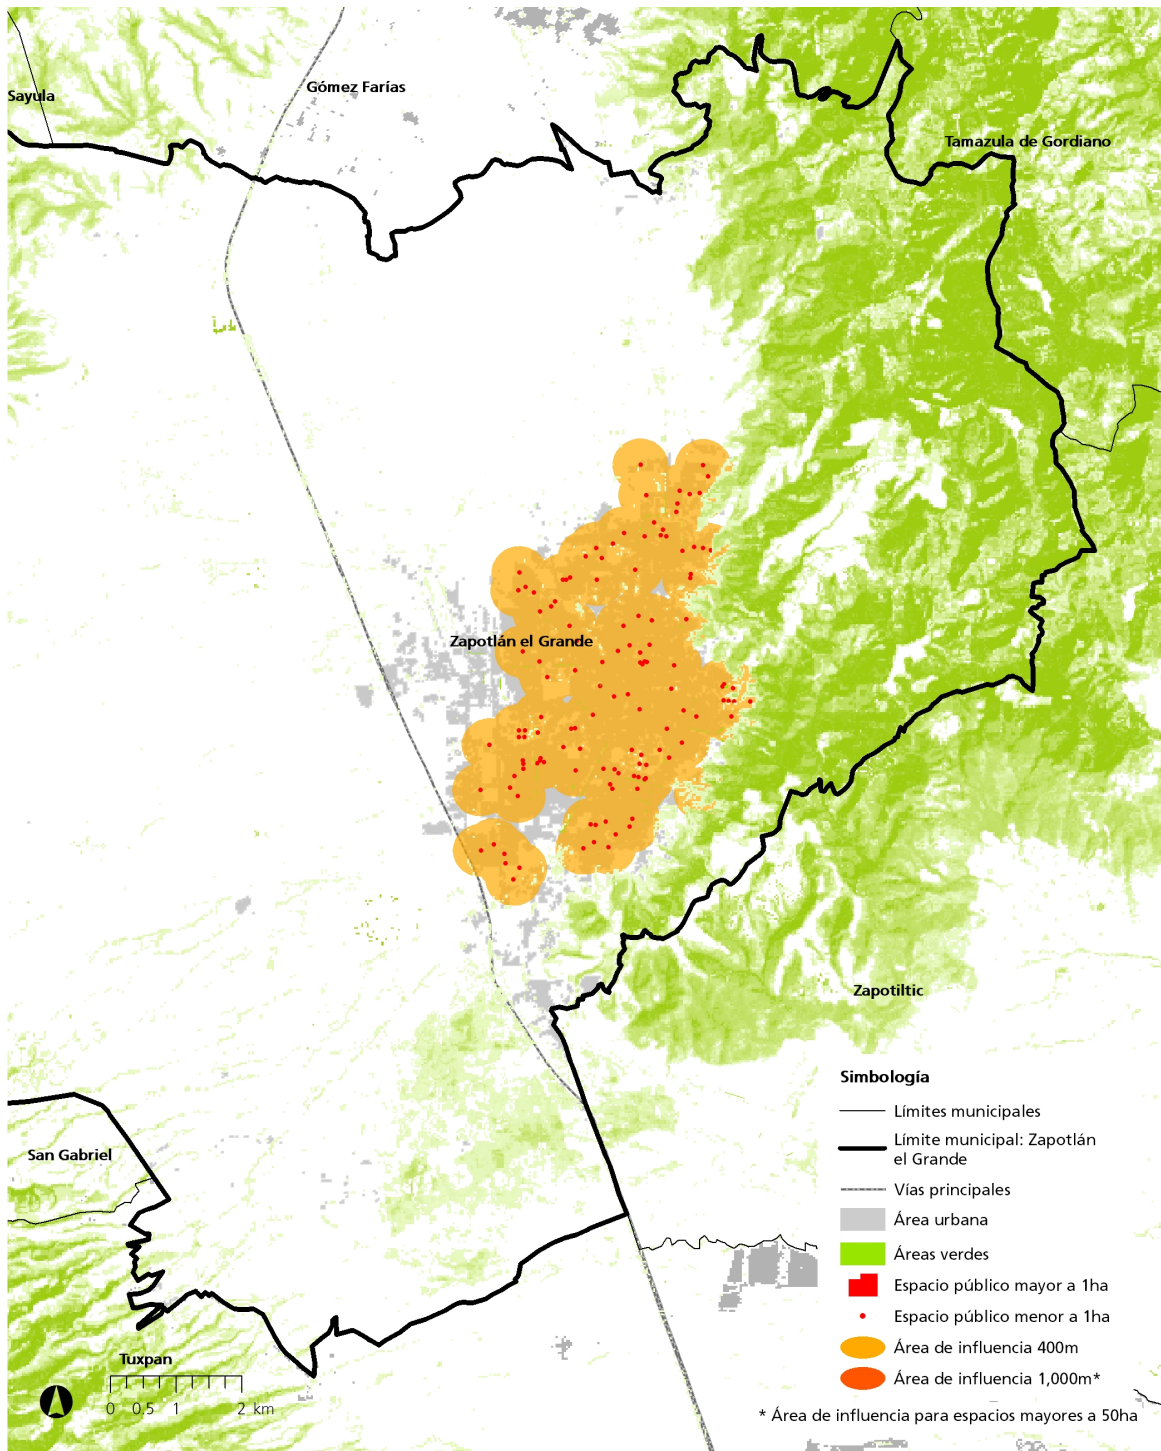 Gómez Farías
Sayula
Tamazula de Gordiano
Zapotlán el Grande
Zapotiltic
Simbología
Límites municipales
Límite municipal: Zapotlán
el Grande
Vías principales
Área urbana
Áreas verdes
Espacio público mayor a 1ha
Espacio público menor a 1ha
Área de influencia 400m
Área de influencia 1,000m*
* Área de influencia para espacios mayores a 50ha
San Gabriel
Tuxpan
0 0.5 1 2 km